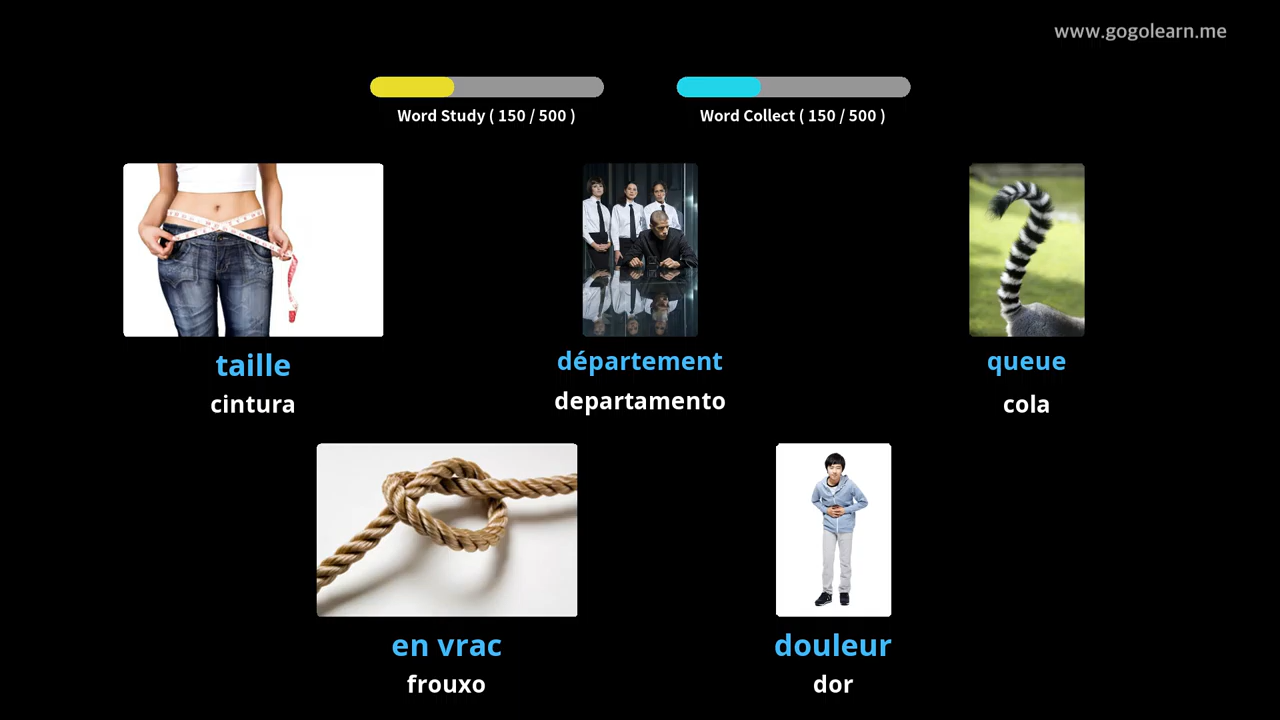 www.gogolearn.me
Word Study ( 150 / 500 )
Word Collect ( 150 / 500 )
taille
cintura
département
departamento
queue
cola
en vrac
frouxo
douleur
dor